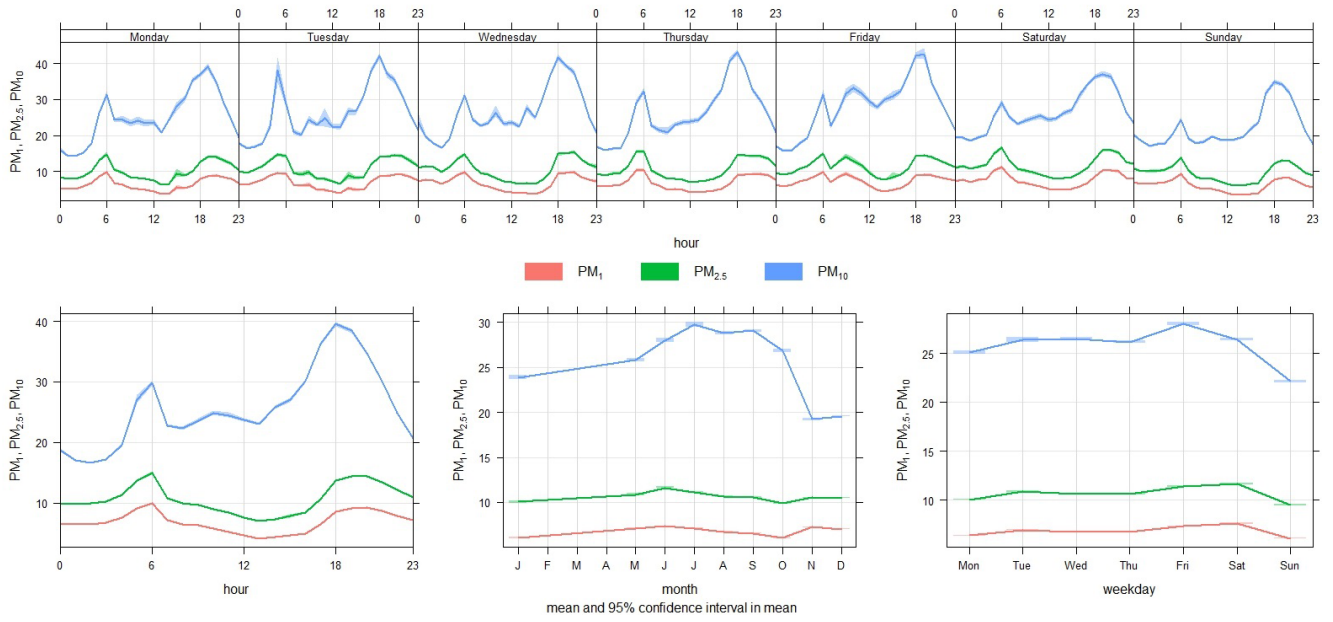 0 6 12 18 0 6 12 18 0 6 12 18 23
Monday Tuesday Wednesday Thursday Friday Saturday Sunday
PM1, PM2.5, PM10
40
30
20
10
0 6 12 18 23 0 6 12 18 23 0 6 12 18 23 0 6 12 18 23
hour
PM1 PM2.5 PM10
PM1, PM2.5, PM10
40
30
20
10
0 6 12 18 23
hour
PM1, PM2.5, PM10
30
25
20
15
10
J F M A M J J A S O N D
month
mean and 95% confidence interval in mean
PM1, PM2.5, PM10
25
20
15
10
Mon Tue Wed Thu Fri Sat Sun
weekday